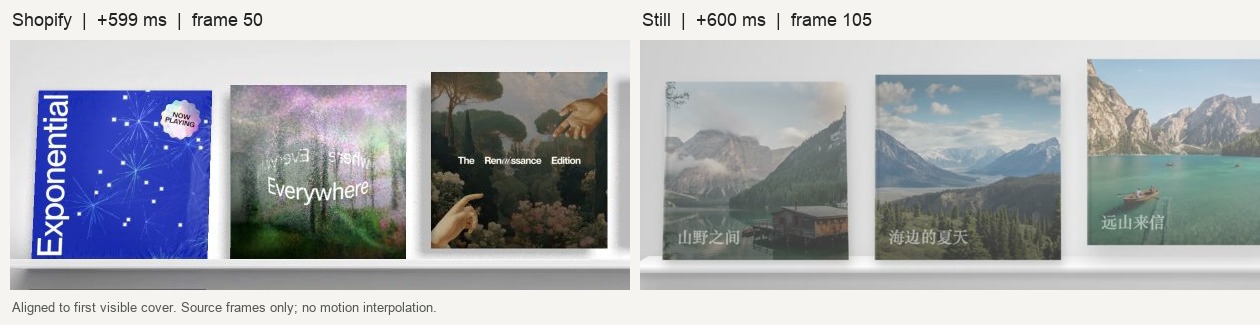 Shopify | +599 ms | frame 50
Still | +600 ms | frame 105
Exponential
NOW
PLAYING
Everywhere
The Renaissance Edition
山野之间
海边的夏天
远山来信
Aligned to first visible cover. Source frames only; no motion interpolation.